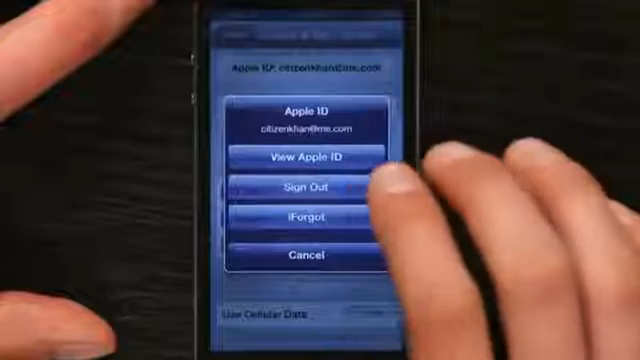 Apple ID: citizenkhan@me.com
Apple ID
citizenkhan@me.com
View Apple ID
Sign Out
iForgot
Cancel
Use Cellular Data